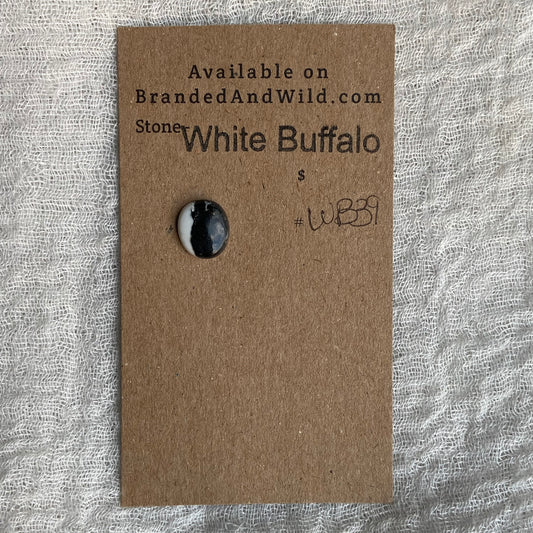 Available on
BrandedAndWild.com
Stone White Buffalo
$
# WB39